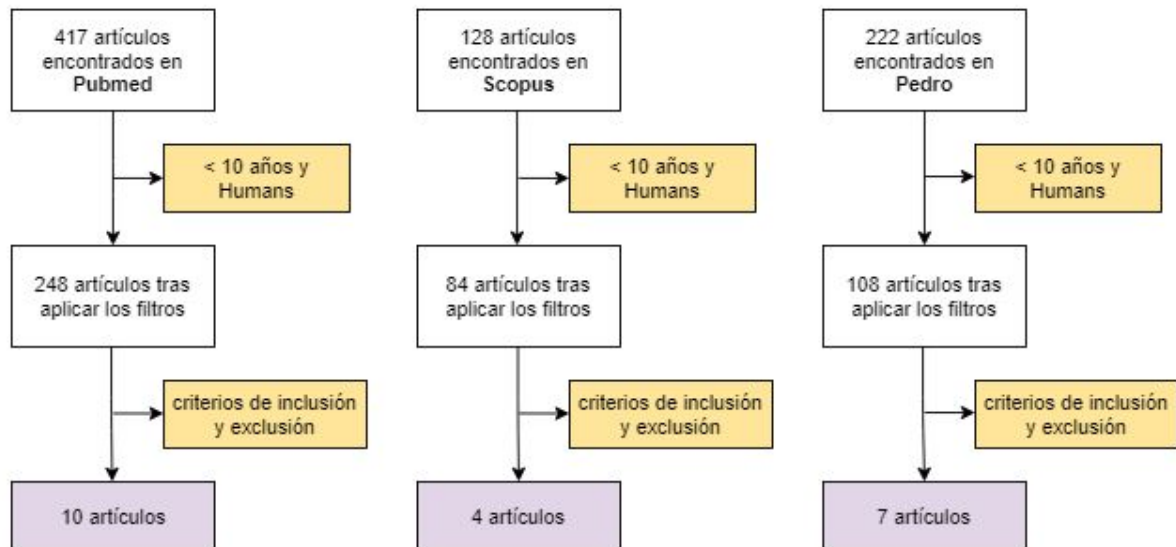 417 artículos
encontrados en
Pubmed
< 10 años y
Humans
248 artículos tras
aplicar los filtros
criterios de inclusión
y exclusión
10 artículos
128 artículos
encontrados en
Scopus
< 10 años y
Humans
84 artículos tras
aplicar los filtros
criterios de inclusión
y exclusión
4 artículos
222 artículos
encontrados en
Pedro
< 10 años y
Humans
108 artículos tras
aplicar los filtros
criterios de inclusión
y exclusión
7 artículos